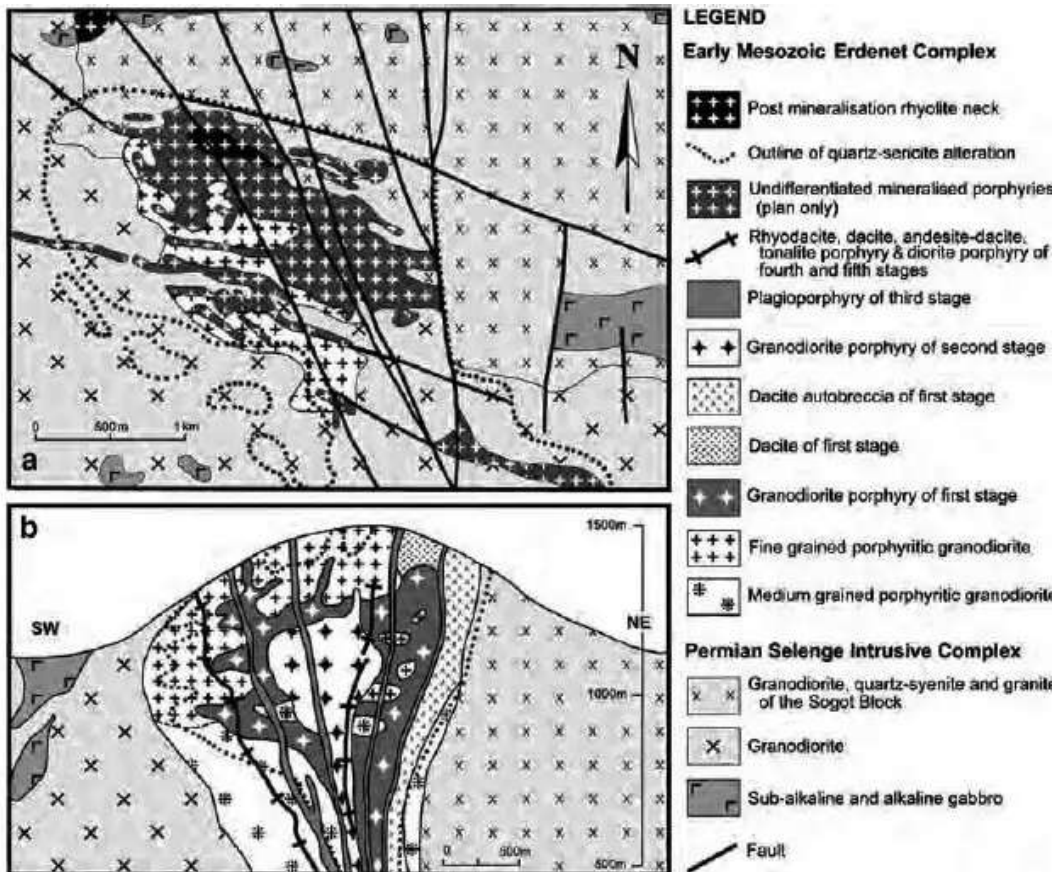 N
0 500m 1 km
a
b
1500m
SW
NE
1000m
0. 500m
500m
LEGEND
Early Mesozoic Erdenet Complex
Post mineralisation rhyolite neck
Outline of quartz-sericite alteration
Undifferentiated mineralised porphyries
(plan only)
Rhyodacite, dacite, andesite-dacite,
tonalite porphyry & diorite porphyry of
fourth and fifth stages
Plagioporphyry of third stage
Granodiorite porphyry of second stage
Dacite autobreccia of first stage
Dacite of first stage
Granodiorite porphyry of first stage
Fine grained porphyritic granodiorite
Medium grained porphyritic granodiorite
Permian Selenge Intrusive Complex
Granodiorite, quartz-syenite and granite
of the Sogot Block
Granodiorite
Sub-alkaline and alkaline gabbro
Fault